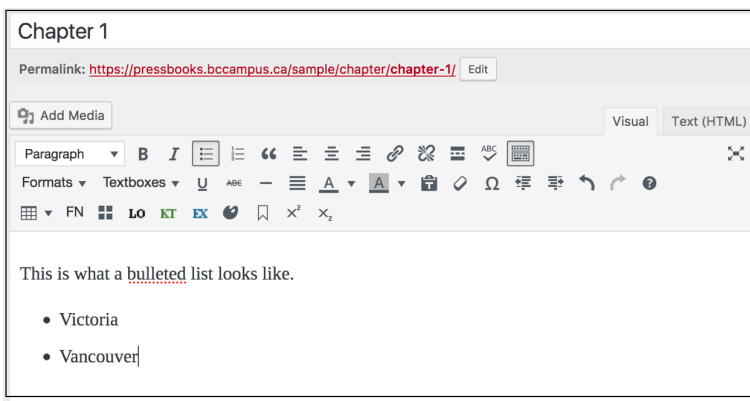 Chapter 1
Permalink: https://pressbooks.bccampus.ca/sample/chapter/chapter-1/ Edit
Add Media
Visual Text (HTML)
Paragraph B I ABC
Formats Textboxes U ABC A A Ω
FN LO KT EX x² x₂
This is what a bulleted list looks like.
• Victoria
• Vancouver